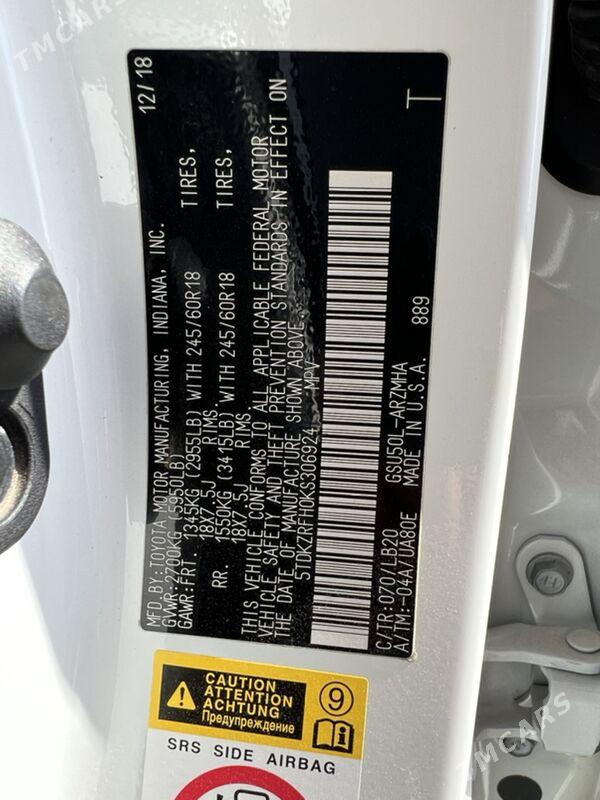 TMCARS
MFD.BY:TOYOTA MOTOR MANUFACTURING, INDIANA, INC. 12/18
GVWR:2700KG( 5950LB)
GAWR:FRT. 1345KG (2955LB) WITH 245/60R18 TIRES,
18X7.5J RIMS
RR. 1550KG (3415LB) WITH 245/60R18 TIRES,
18X7.5J RIMS
THIS VEHICLE CONFORMS TO ALL APPLICABLE FEDERAL MOTOR
VEHICLE SAFETY AND THEFT PREVENTION STANDARDS IN EFFECT ON
THE DATE OF MANUFACTURE SHOWN ABOVE.
5TDKZRFH0KS306924 MPV
T
C/TR:070/LB20 GSU50L-ARZMHA 889
A/TM:-04A/UA80E MADE IN U.S.A.
CAUTION
ATTENTION
ACHTUNG
Предупреждение
9
SRS SIDE AIRBAG
TMCARS